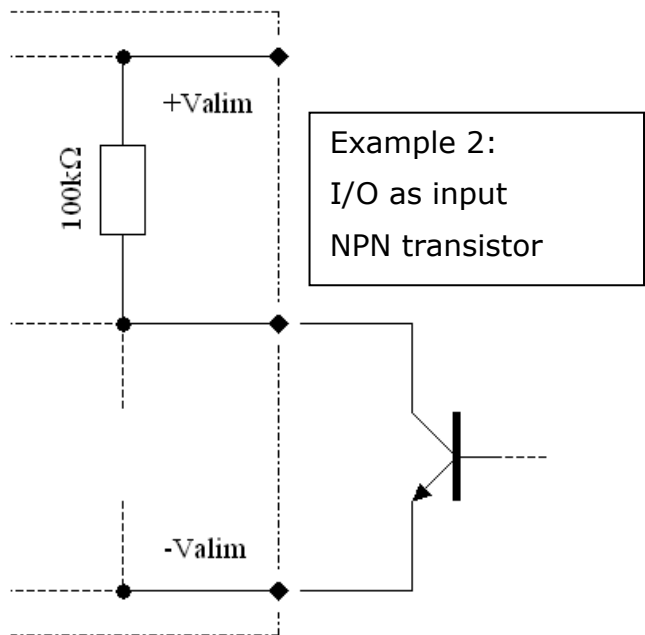 +Valim
Example 2:
I/O as input
NPN transistor
100kΩ
-Valim